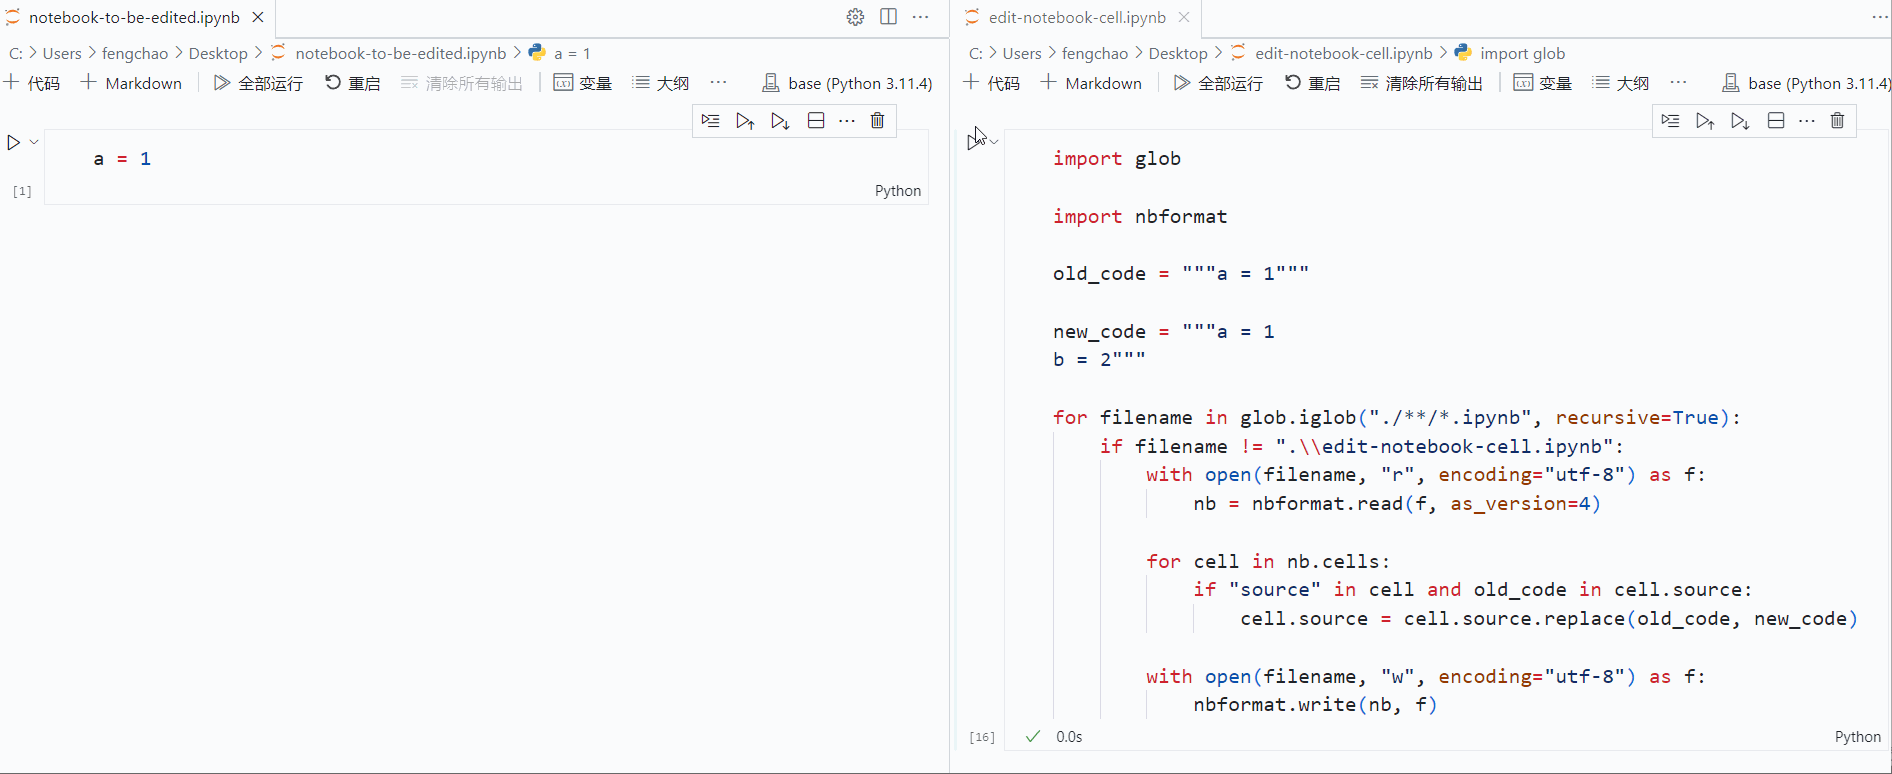 notebook-to-be-edited.ipynb
C: > Users > fengchao > Desktop > notebook-to-be-edited.ipynb > a = 1
代码 Markdown 全部运行 重启 清除所有输出 变量 大纲 ... base (Python 3.11.4)
a = 1
[1]
Python
edit-notebook-cell.ipynb
C: > Users > fengchao > Desktop > edit-notebook-cell.ipynb > import glob
代码 Markdown 全部运行 重启 清除所有输出 变量 大纲 ... base (Python 3.11.4)
import glob
import nbformat
old_code = """a = 1"""
new_code = """a = 1
b = 2"""
for filename in glob.iglob("./**/*.ipynb", recursive=True):
    if filename != ".\\edit-notebook-cell.ipynb":
        with open(filename, "r", encoding="utf-8") as f:
            nb = nbformat.read(f, as_version=4)
        for cell in nb.cells:
            if "source" in cell and old_code in cell.source:
                cell.source = cell.source.replace(old_code, new_code)
        with open(filename, "w", encoding="utf-8") as f:
            nbformat.write(nb, f)
[16] 0.0s
Python